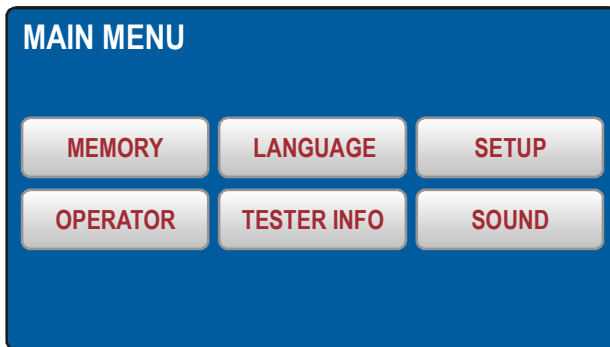 MAIN MENU
MEMORY LANGUAGE SETUP
OPERATOR TESTER INFO SOUND